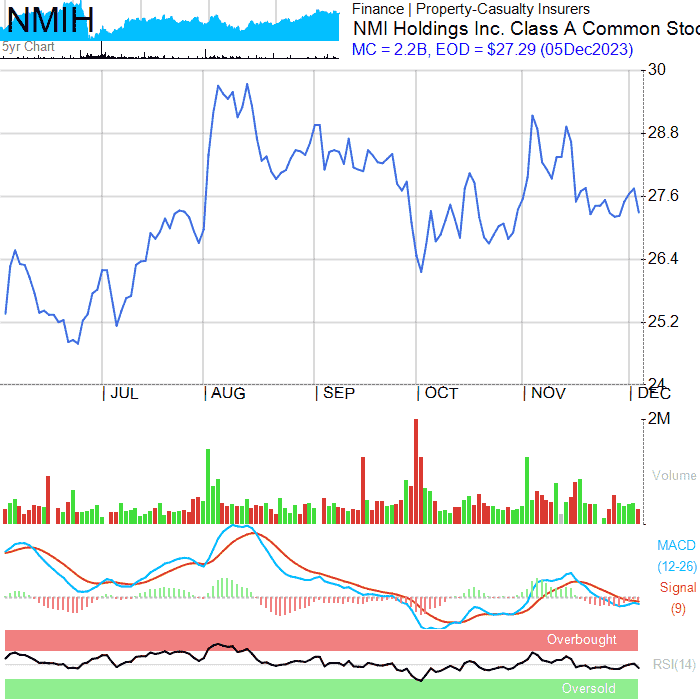 NMIH
5yr Chart
Finance | Property-Casualty Insurers
NMI Holdings Inc. Class A Common Stoc
MC = 2.2B, EOD = $27.29 (05Dec2023)
30
28.8
27.6
26.4
25.2
24
JUL AUG SEP OCT NOV DEC
2M
Volume
MACD
(12-26)
Signal
(9)
Overbought
RSI(14)
Oversold